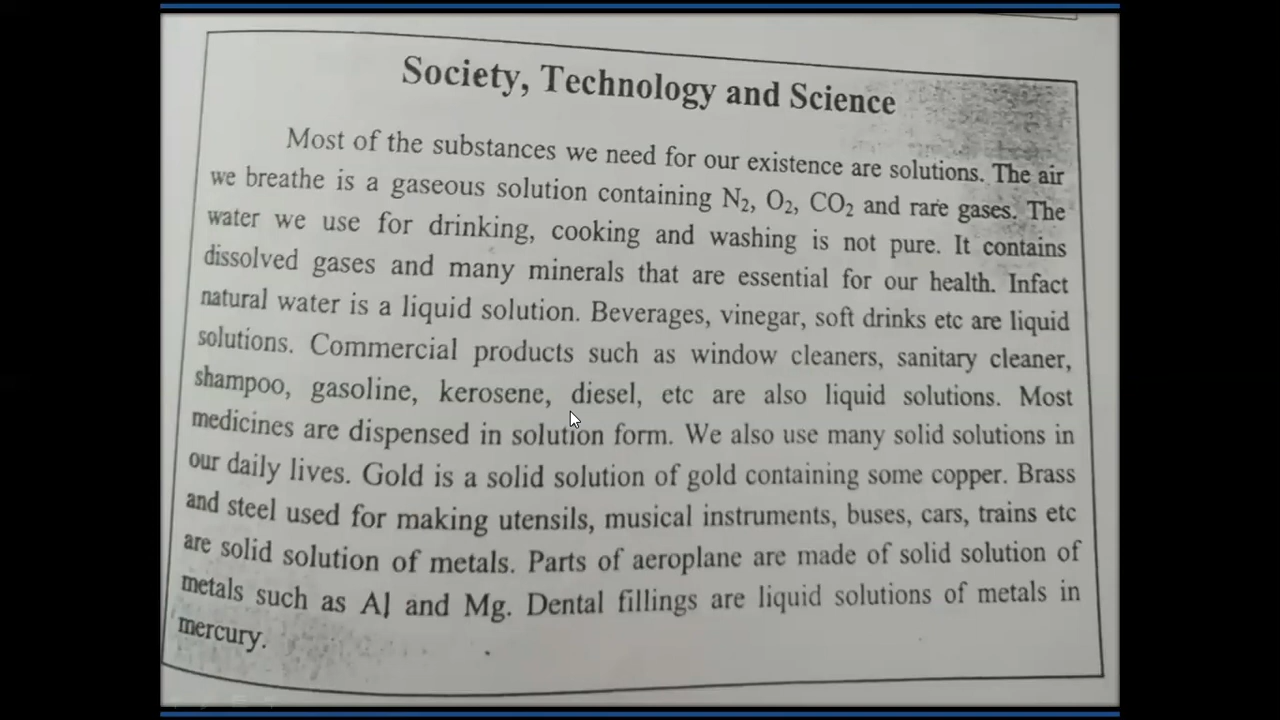 Society, Technology and Science
Most of the substances we need for our existence are solutions. The air
we breathe is a gaseous solution containing N₂, O₂, CO₂ and rare gases. The
water we use for drinking, cooking and washing is not pure. It contains
dissolved gases and many minerals that are essential for our health. Infact
natural water is a liquid solution. Beverages, vinegar, soft drinks etc are liquid
solutions. Commercial products such as window cleaners, sanitary cleaner,
shampoo, gasoline, kerosene, diesel, etc are also liquid solutions. Most
medicines are dispensed in solution form. We also use many solid solutions in
our daily lives. Gold is a solid solution of gold containing some copper. Brass
and steel used for making utensils, musical instruments, buses, cars, trains etc
are solid solution of metals. Parts of aeroplane are made of solid solution of
metals such as Al and Mg. Dental fillings are liquid solutions of metals in
mercury.